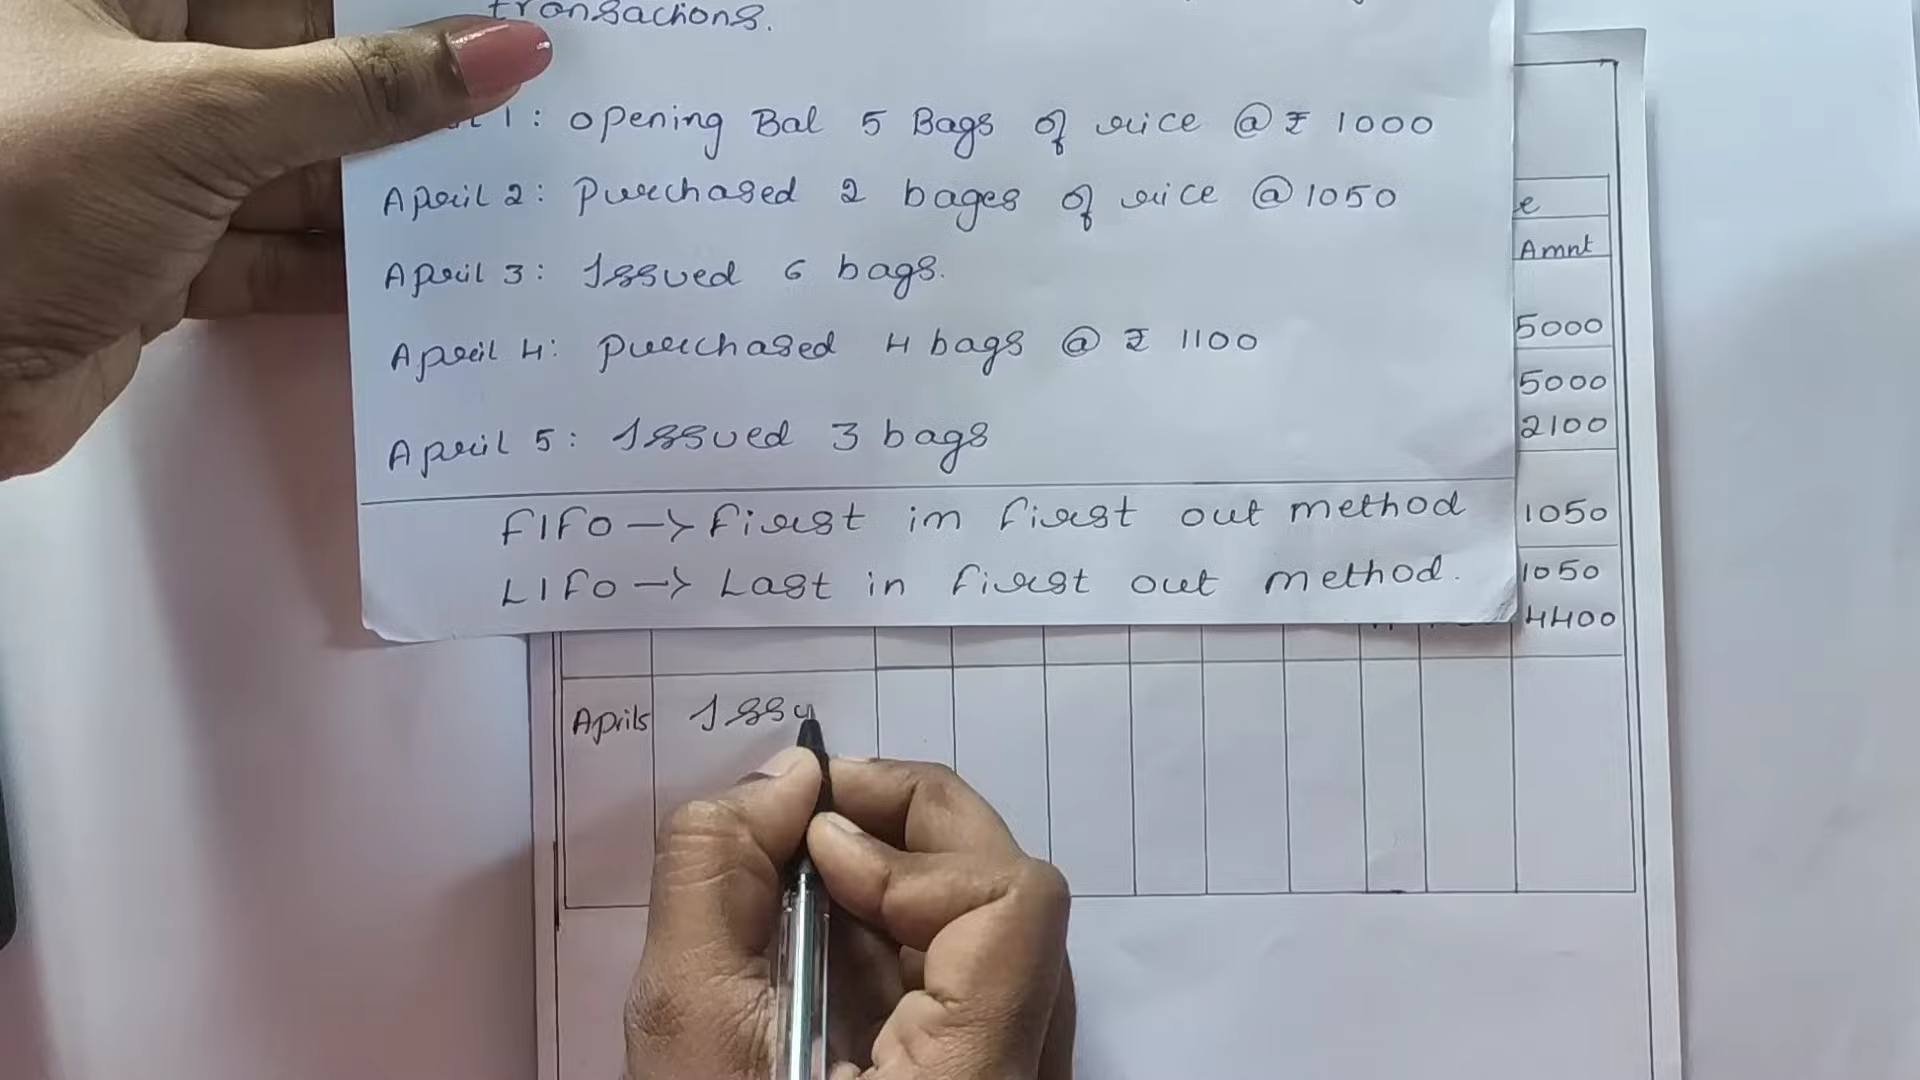 transactions.
1: Opening Bal 5 Bags of rice @ ₹ 1000
April 2: Purchased 2 bages of rice @ 1050
April 3: Issued 6 bags.
April 4: Purchased 4 bags @ ₹ 1100
April 5: Issued 3 bags
FIFO → First in First out method
LIFO → Last in First out method.
e
Amnt
5000
5000
2100
1050
1050
4400
April 5 Issu